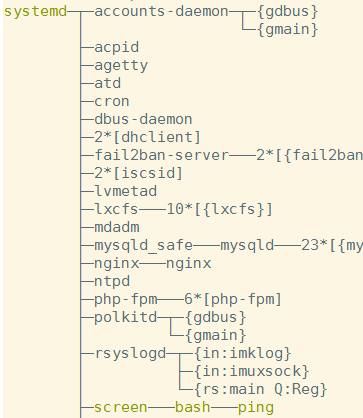 systemd─┬─accounts-daemon─┬─{gdbus}
        │                 └─{gmain}
        ├─acpid
        ├─agetty
        ├─atd
        ├─cron
        ├─dbus-daemon
        ├─2*[dhclient]
        ├─fail2ban-server───2*[{fail2ban
        ├─2*[iscsid]
        ├─lvmetad
        ├─lxcfs───10*[{lxcfs}]
        ├─mdadm
        ├─mysqld_safe───mysqld───23*[{my
        ├─nginx───nginx
        ├─ntpd
        ├─php-fpm───6*[php-fpm]
        ├─polkitd─┬─{gdbus}
        │         └─{gmain}
        ├─rsyslogd─┬─{in:imklog}
        │          ├─{in:imuxsock}
        │          └─{rs:main Q:Reg}
        ├─screen───bash───ping